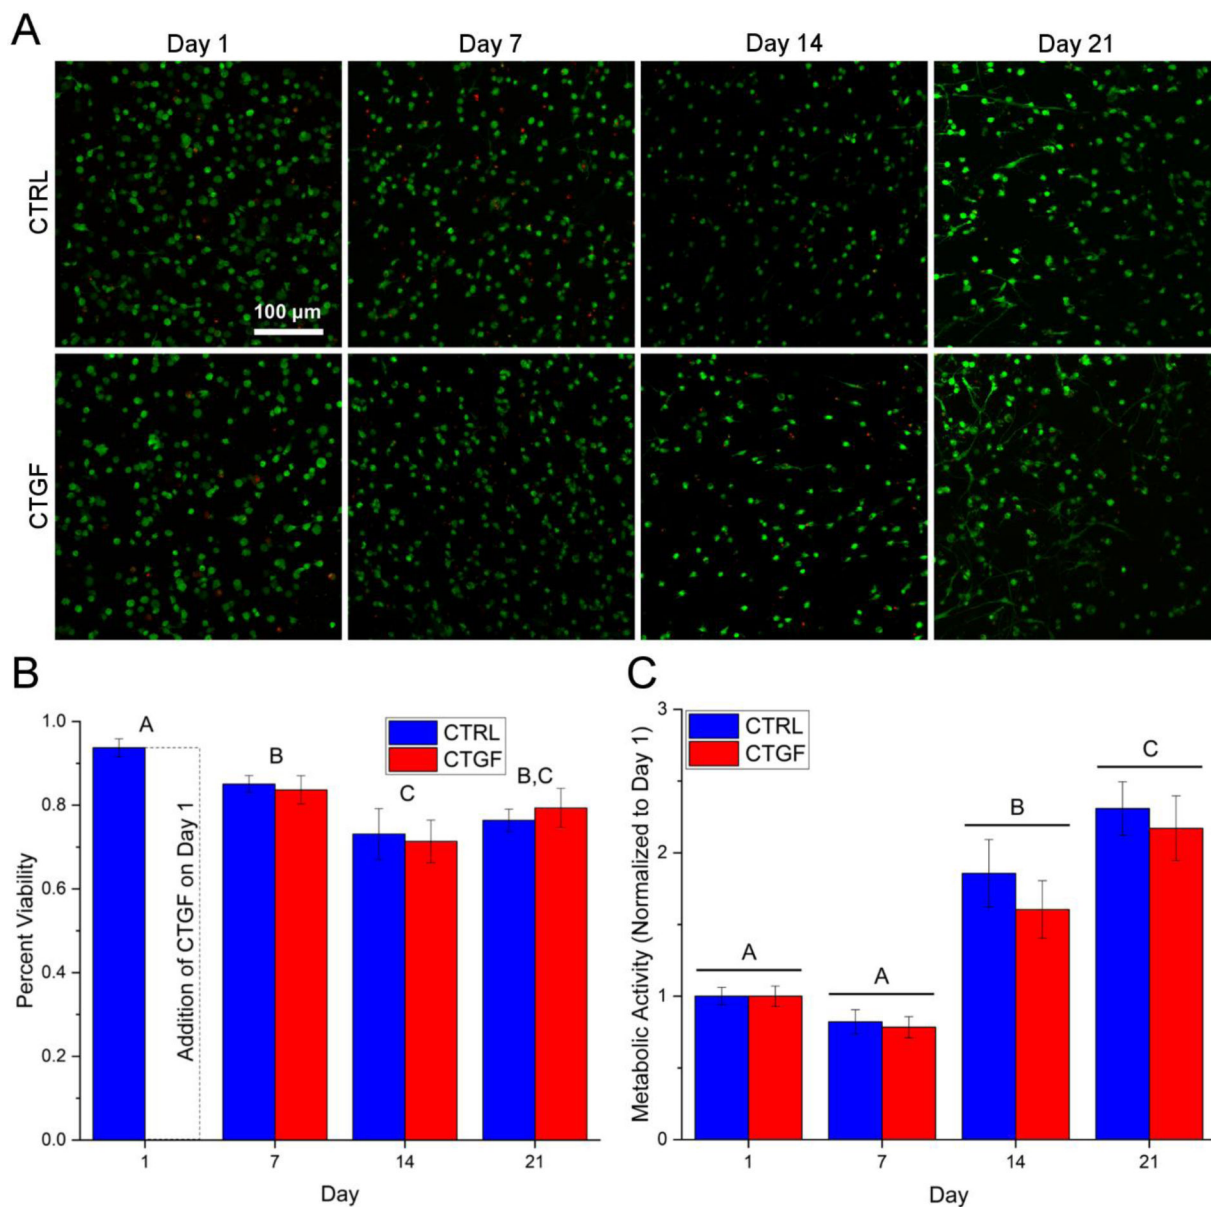 A
Day 1
Day 7
Day 14
Day 21
CTRL
100 µm
CTGF
B
1.0
0.8
0.6
0.4
0.2
0.0
Percent Viability
A
B
C
B,C
CTRL
CTGF
Addition of CTGF on Day 1
1
7
14
21
Day
C
3
2
1
0
Metabolic Activity (Normalized to Day 1)
CTRL
CTGF
A
A
B
C
1
7
14
21
Day